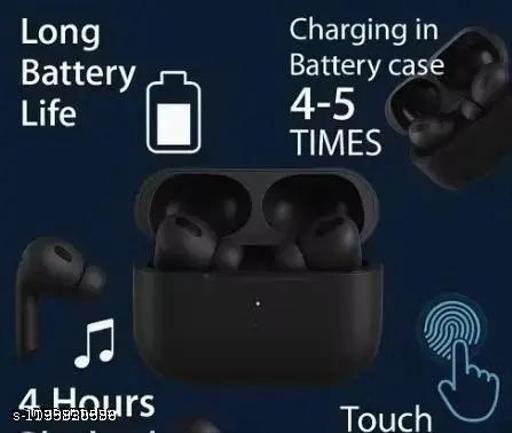 Long
Battery
Life
Charging in
Battery case
4-5
TIMES
4 Hours
Touch